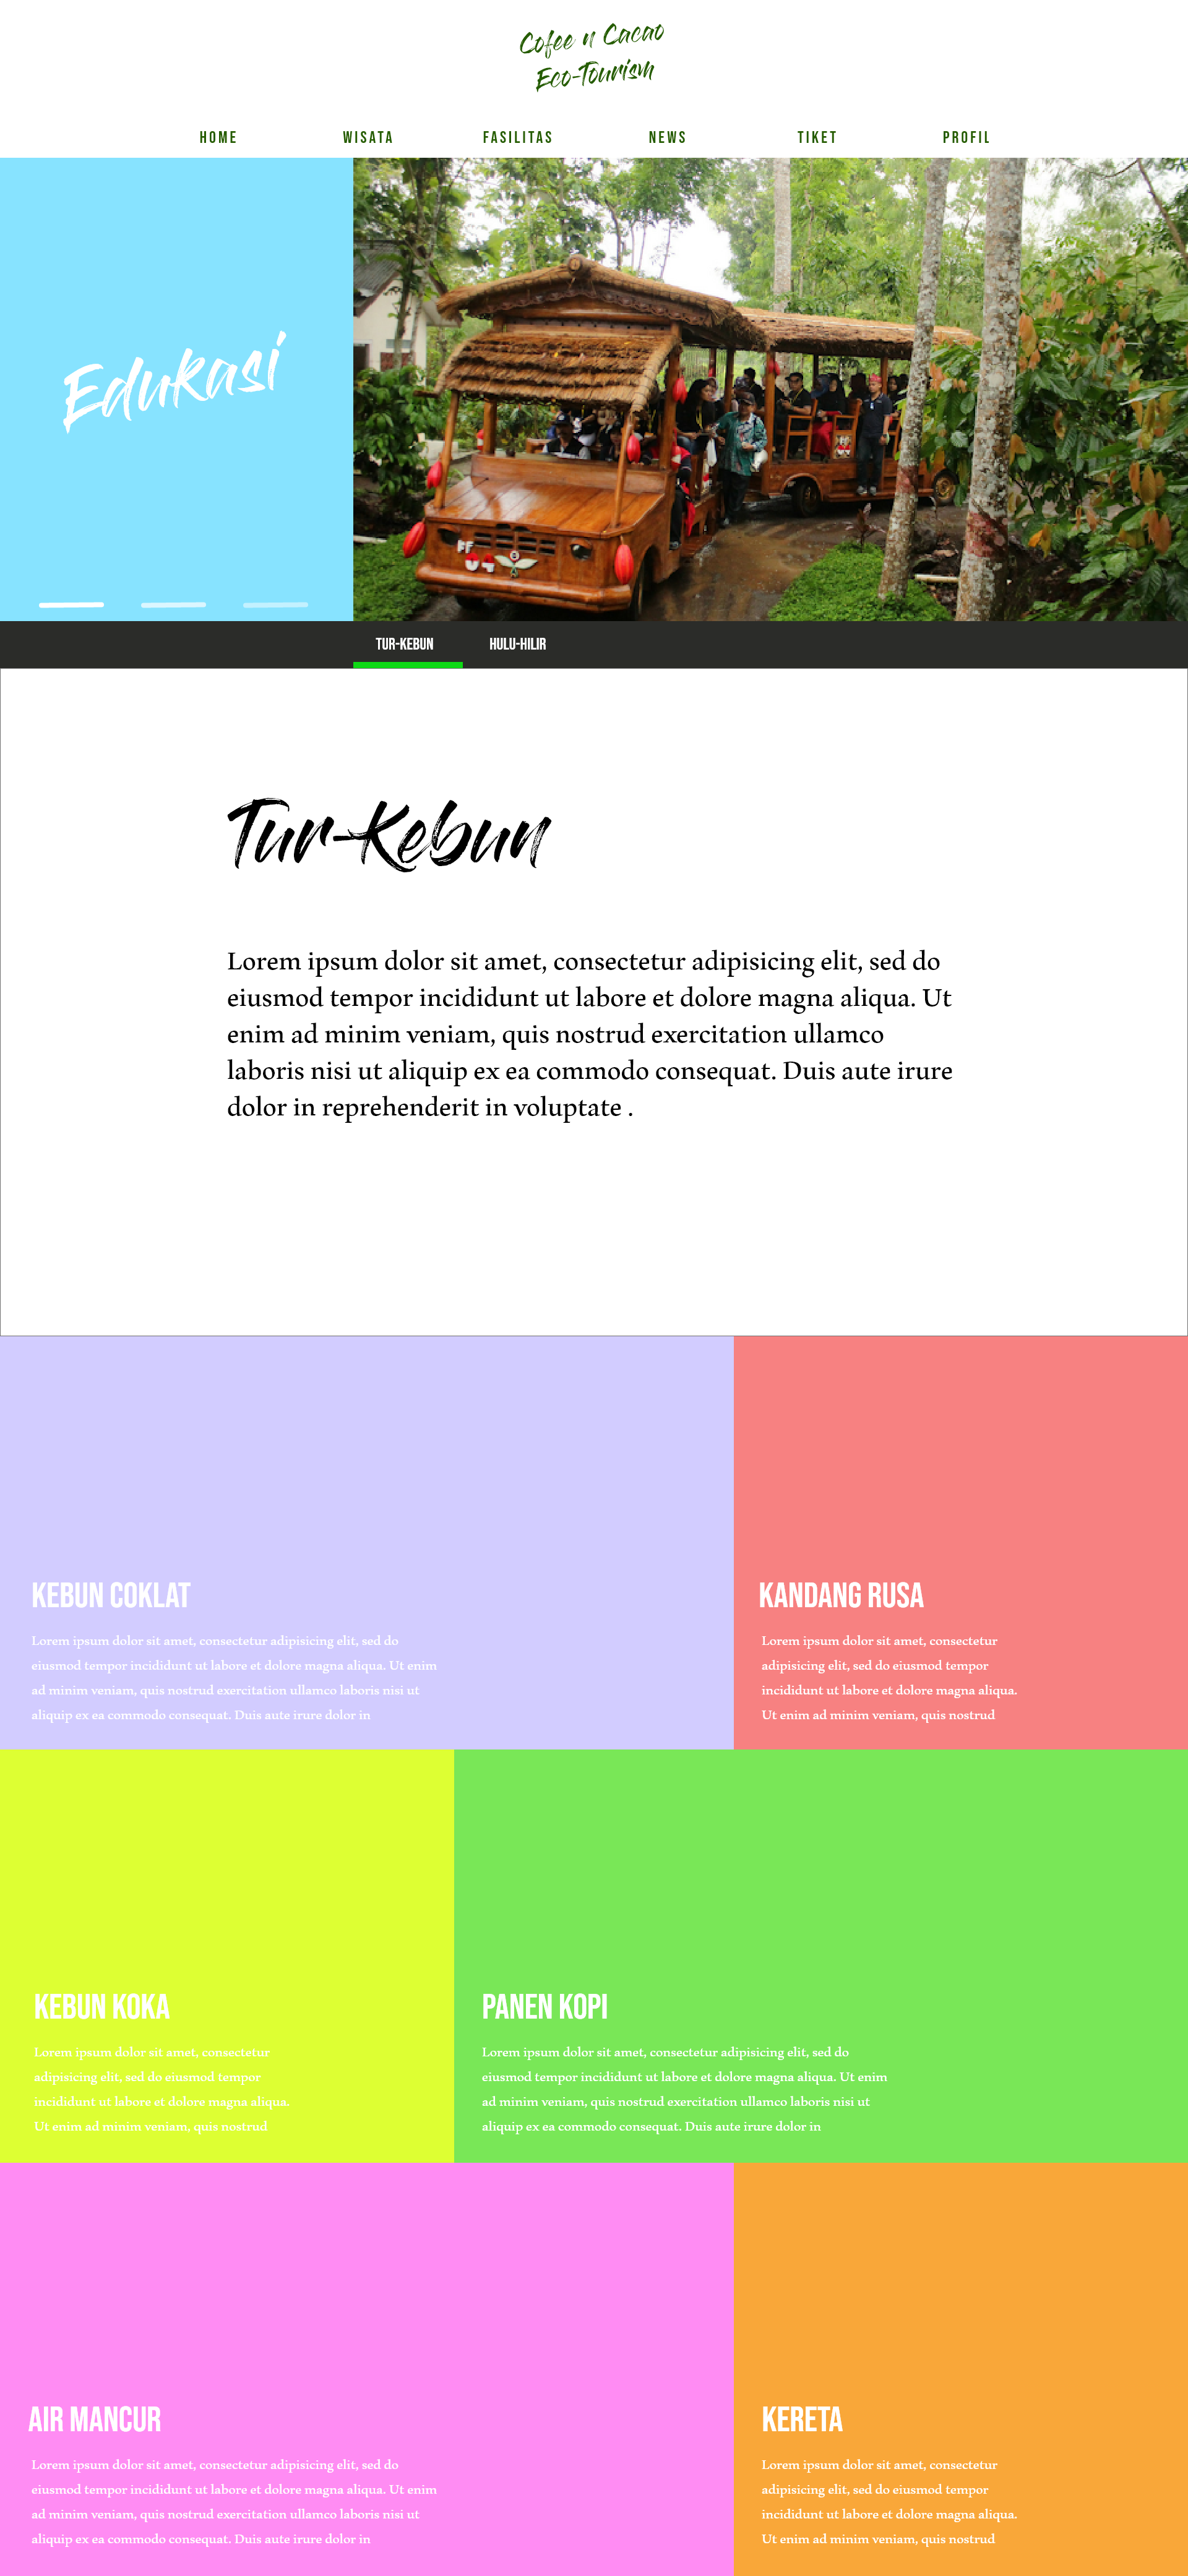 Cofee n Cacao
Eco-Tourism
HOME WISATA FASILITAS NEWS TIKET PROFIL
Edukasi
TUR-KEBUN HULU-HILIR
Tur-Kebun
Lorem ipsum dolor sit amet, consectetur adipisicing elit, sed do
eiusmod tempor incididunt ut labore et dolore magna aliqua. Ut
enim ad minim veniam, quis nostrud exercitation ullamco
laboris nisi ut aliquip ex ea commodo consequat. Duis aute irure
dolor in reprehenderit in voluptate .
KEBUN COKLAT
Lorem ipsum dolor sit amet, consectetur adipisicing elit, sed do
eiusmod tempor incididunt ut labore et dolore magna aliqua. Ut enim
ad minim veniam, quis nostrud exercitation ullamco laboris nisi ut
aliquip ex ea commodo consequat. Duis aute irure dolor in
KANDANG RUSA
Lorem ipsum dolor sit amet, consectetur
adipisicing elit, sed do eiusmod tempor
incididunt ut labore et dolore magna aliqua.
Ut enim ad minim veniam, quis nostrud
KEBUN KOKA
Lorem ipsum dolor sit amet, consectetur
adipisicing elit, sed do eiusmod tempor
incididunt ut labore et dolore magna aliqua.
Ut enim ad minim veniam, quis nostrud
PANEN KOPI
Lorem ipsum dolor sit amet, consectetur adipisicing elit, sed do
eiusmod tempor incididunt ut labore et dolore magna aliqua. Ut enim
ad minim veniam, quis nostrud exercitation ullamco laboris nisi ut
aliquip ex ea commodo consequat. Duis aute irure dolor in
AIR MANCUR
Lorem ipsum dolor sit amet, consectetur adipisicing elit, sed do
eiusmod tempor incididunt ut labore et dolore magna aliqua. Ut enim
ad minim veniam, quis nostrud exercitation ullamco laboris nisi ut
aliquip ex ea commodo consequat. Duis aute irure dolor in
KERETA
Lorem ipsum dolor sit amet, consectetur
adipisicing elit, sed do eiusmod tempor
incididunt ut labore et dolore magna aliqua.
Ut enim ad minim veniam, quis nostrud